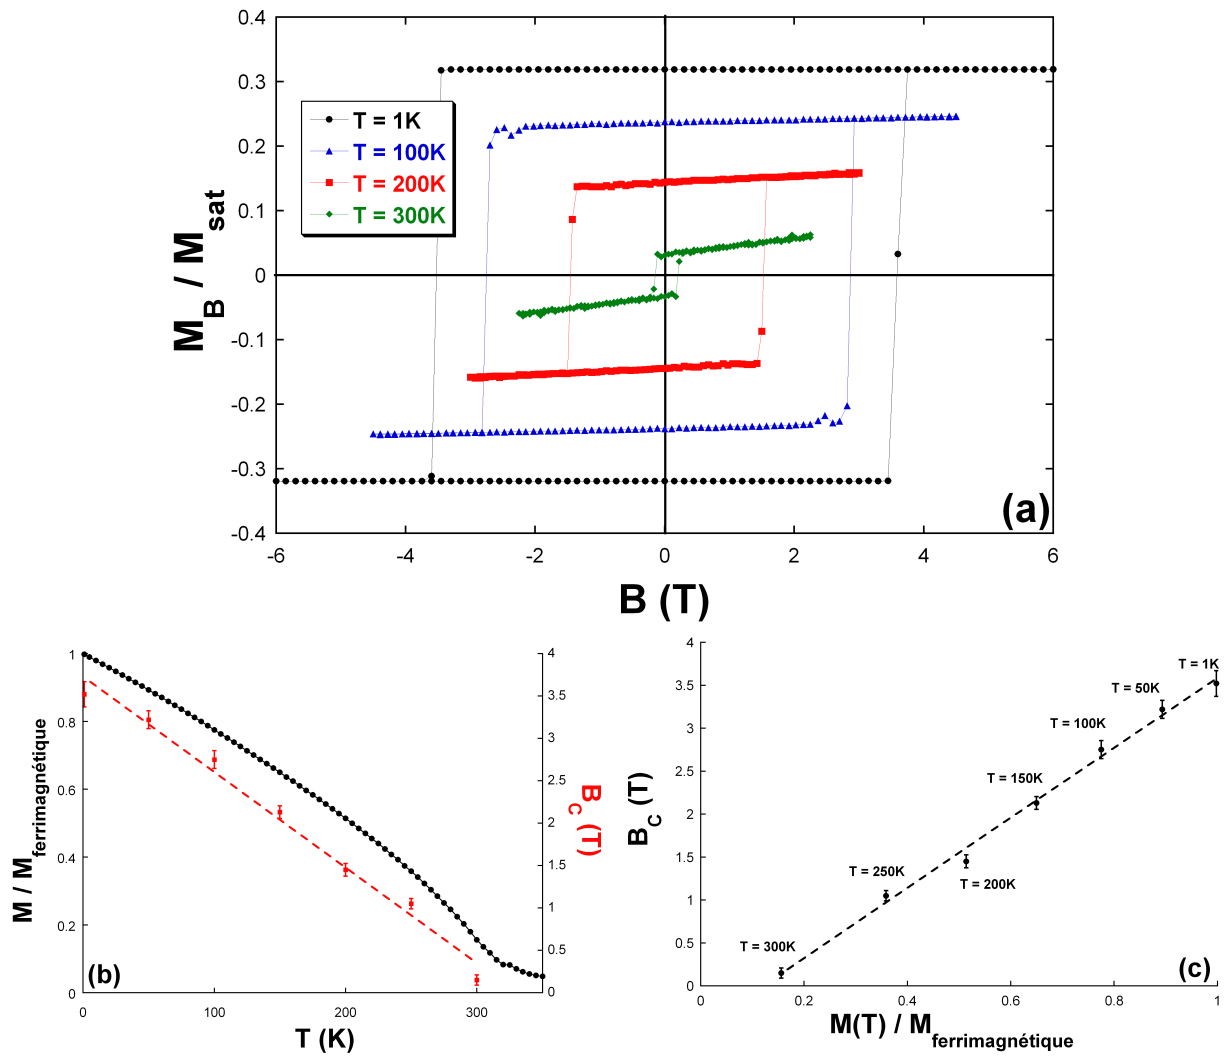 0.4
0.3
0.2
0.1
0
-0.1
-0.2
-0.3
-0.4
M_B / M_sat
T = 1K
T = 100K
T = 200K
T = 300K
(a)
-6 -4 -2 0 2 4 6
B (T)
1
0.8
0.6
0.4
0.2
0
M / M_ferrimagnétique
4
3.5
3
2.5
2
1.5
1
0.5
0
B_C (T)
(b)
0 100 200 300
T (K)
4
3.5
3
2.5
2
1.5
1
0.5
0
B_C (T)
T = 1K
T = 50K
T = 100K
T = 150K
T = 250K
T = 200K
T = 300K
(c)
0 0.2 0.4 0.6 0.8 1
M(T) / M_ferrimagnétique